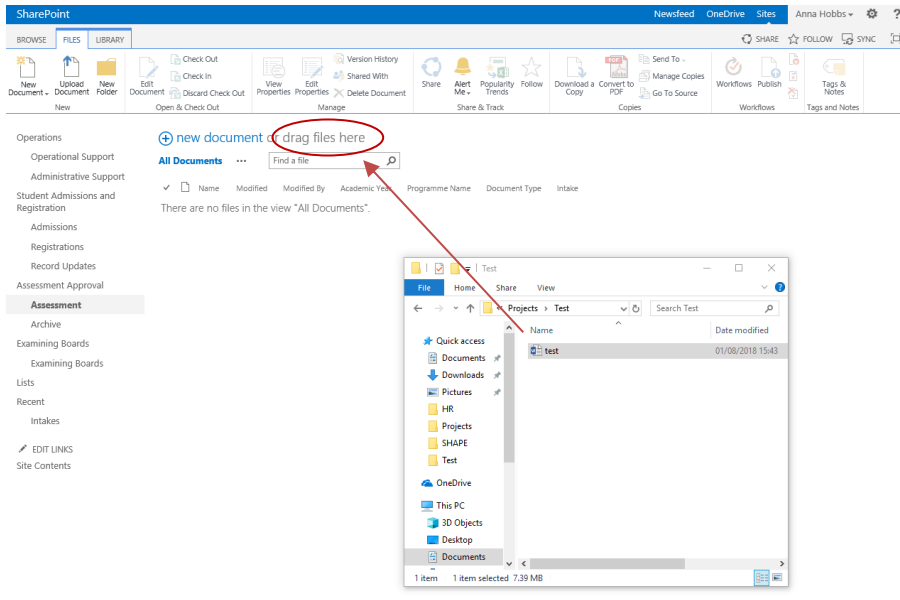 SharePoint Newsfeed OneDrive Sites Anna Hobbs ?
BROWSE FILES LIBRARY SHARE FOLLOW SYNC
New Document Upload Document New Folder
New
Edit Document Check Out
Check In
Discard Check Out
Open & Check Out
View Properties Edit Properties Version History
Shared With
Delete Document
Manage
Share Alert Me Popularity Trends Follow
Share & Track
Download a Copy Convert to PDF Send To
Manage Copies
Go To Source
Copies
Workflows Publish
Workflows
Tags & Notes
Tags and Notes
Operations
Operational Support
Administrative Support
Student Admissions and
Registration
Admissions
Registrations
Record Updates
Assessment Approval
Assessment
Archive
Examining Boards
Examining Boards
Lists
Recent
Intakes
EDIT LINKS
Site Contents
new document or drag files here
All Documents ... Find a file
Name Modified Modified By Academic Year Programme Name Document Type Intake
There are no files in the view "All Documents".
Test
File Home Share View ?
« Projects › Test Search Test
Name Date modified
test 01/08/2018 15:43
Quick access
Documents
Downloads
Pictures
HR
Projects
SHAPE
Test
OneDrive
This PC
3D Objects
Desktop
Documents
1 item 1 item selected 7.39 MB